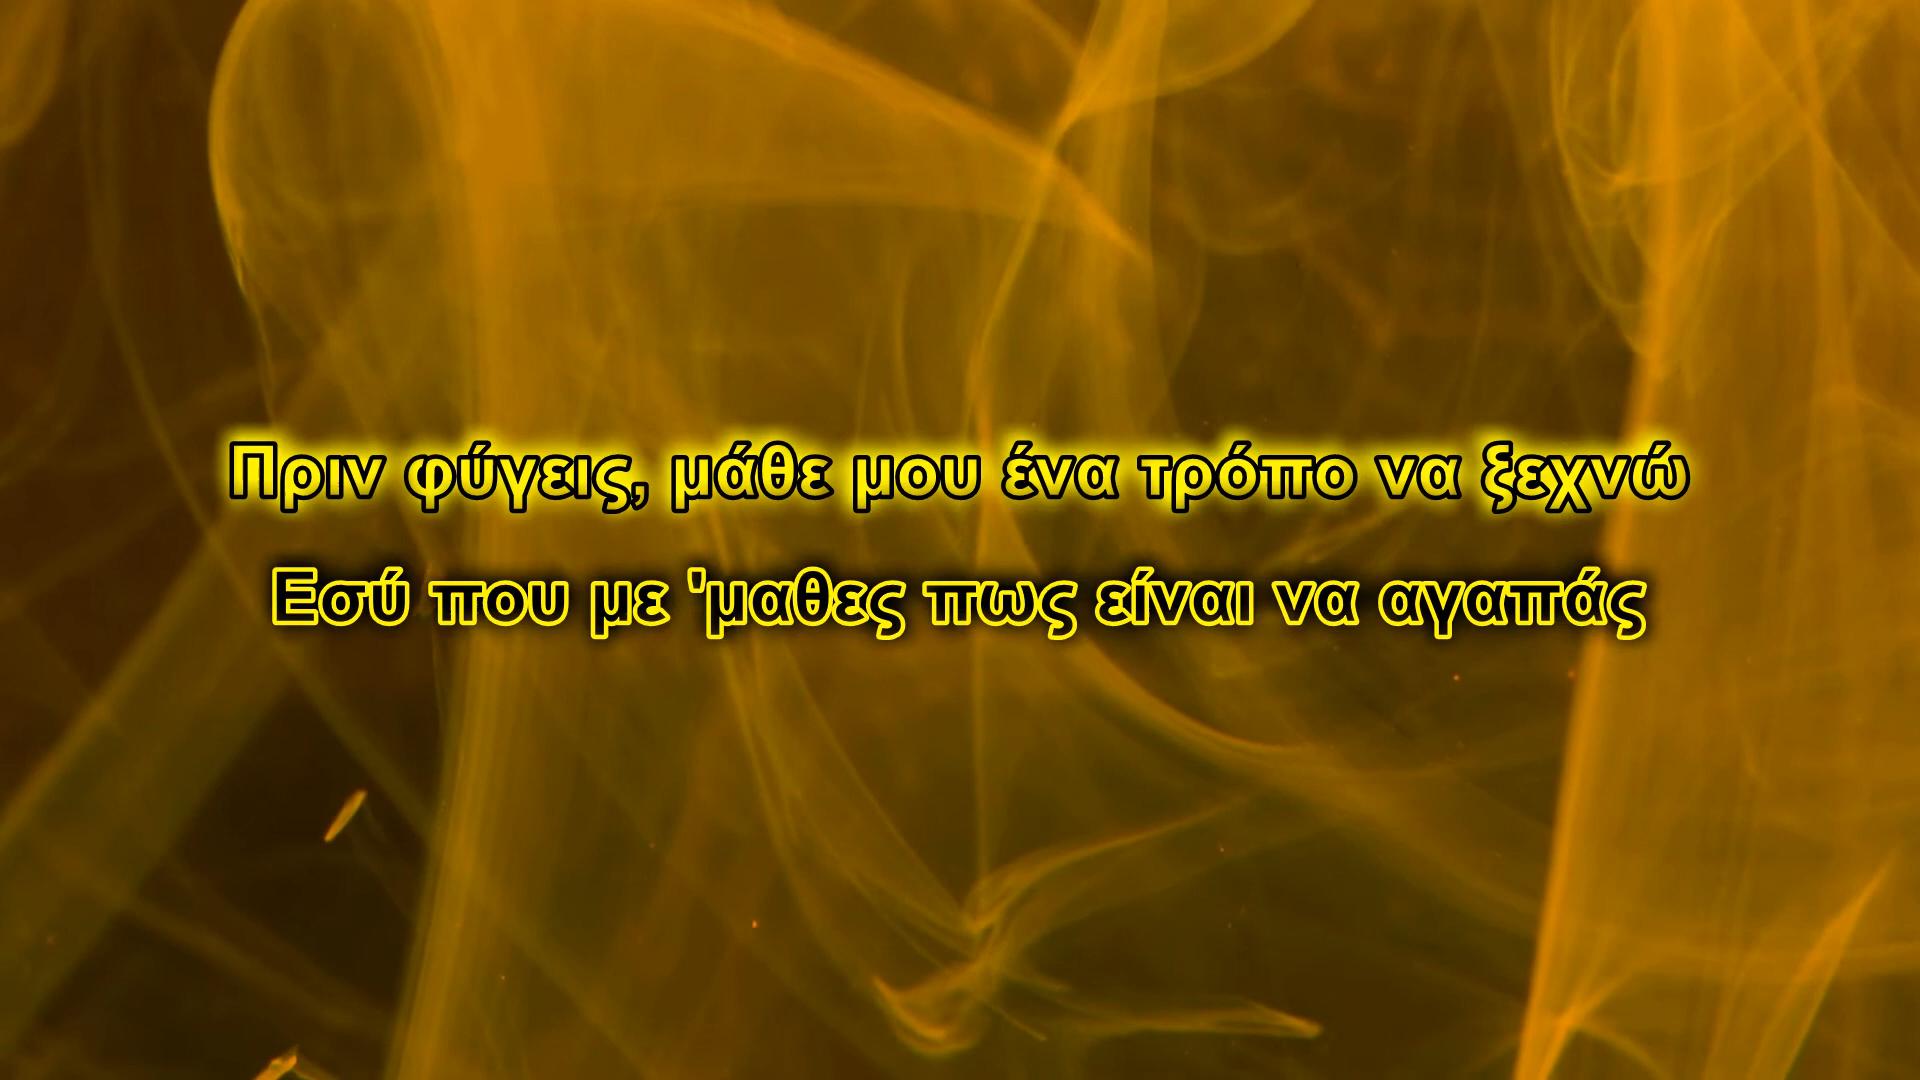 Πριν φύγεις, μάθε μου ένα τρόπο να ξεχνώ
Εσύ που με 'μαθες πως είναι να αγαπάς